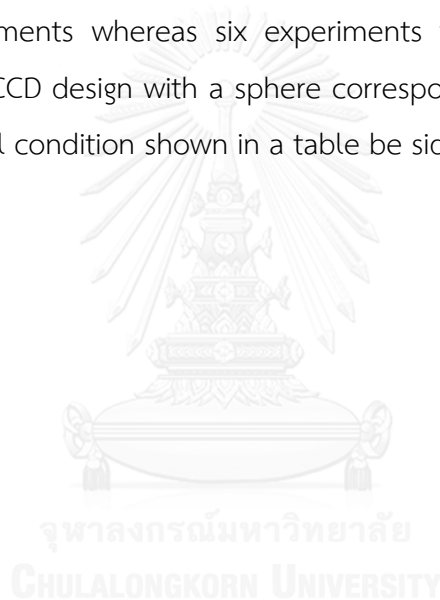 ments whereas six experiments
CCD design with a sphere correspo
l condition shown in a table be sid
จุฬาลงกรณ์มหาวิทยาลัย
CHULALONGKORN UNIVERSITY